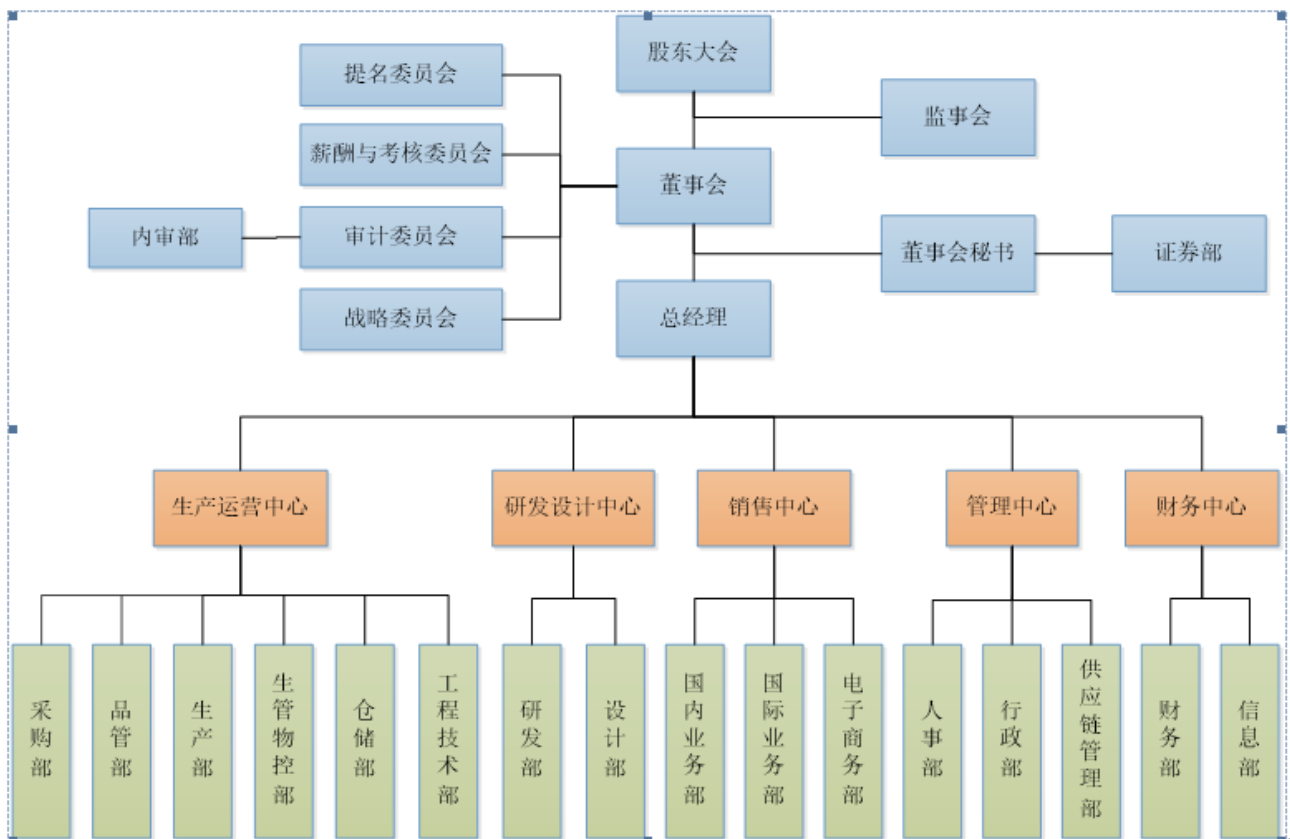 股东大会
提名委员会
监事会
薪酬与考核委员会
董事会
内审部
审计委员会
董事会秘书
证券部
战略委员会
总经理
生产运营中心
研发设计中心
销售中心
管理中心
财务中心
采购部
品管部
生产部
生管物控部
仓储部
工程技术部
研发部
设计部
国内业务部
国际业务部
电子商务部
人事部
行政部
供应链管理部
财务部
信息部